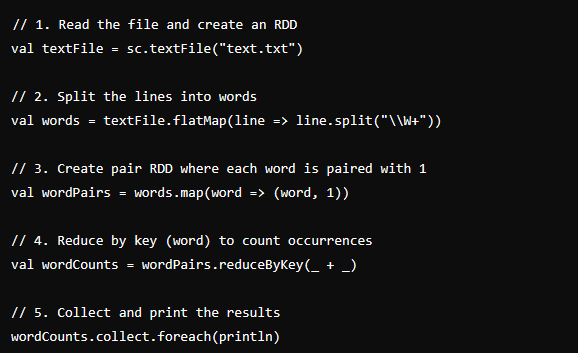 // 1. Read the file and create an RDD
val textFile = sc.textFile("text.txt")
// 2. Split the lines into words
val words = textFile.flatMap(line => line.split("\\W+"))
// 3. Create pair RDD where each word is paired with 1
val wordPairs = words.map(word => (word, 1))
// 4. Reduce by key (word) to count occurrences
val wordCounts = wordPairs.reduceByKey(_ + _)
// 5. Collect and print the results
wordCounts.collect.foreach(println)